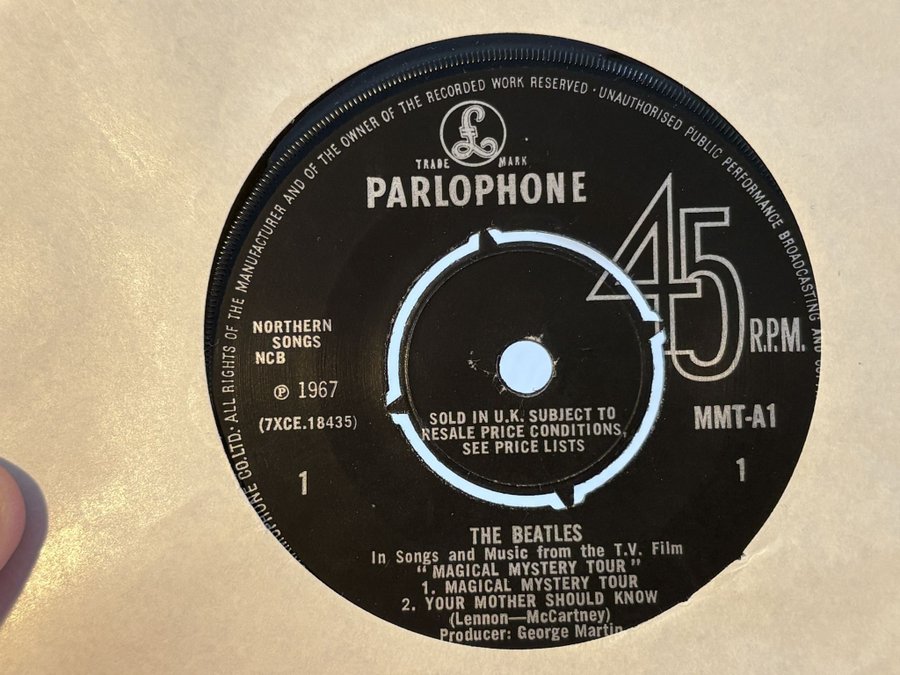 CO.LTD. · ALL RIGHTS OF THE MANUFACTURER AND OF THE OWNER OF THE RECORDED WORK RESERVED · UNAUTHORISED PUBLIC PERFORMANCE BROADCASTING AND
£
TRADE MARK
PARLOPHONE
45
R.P.M.
NORTHERN
SONGS
NCB
℗ 1967
(7XCE.18435)
1
SOLD IN U.K. SUBJECT TO
RESALE PRICE CONDITIONS,
SEE PRICE LISTS
MMT-A1
1
THE BEATLES
In Songs and Music from the T.V. Film
“ MAGICAL MYSTERY TOUR ”
1. MAGICAL MYSTERY TOUR
2. YOUR MOTHER SHOULD KNOW
(Lennon—McCartney)
Producer: George Martin